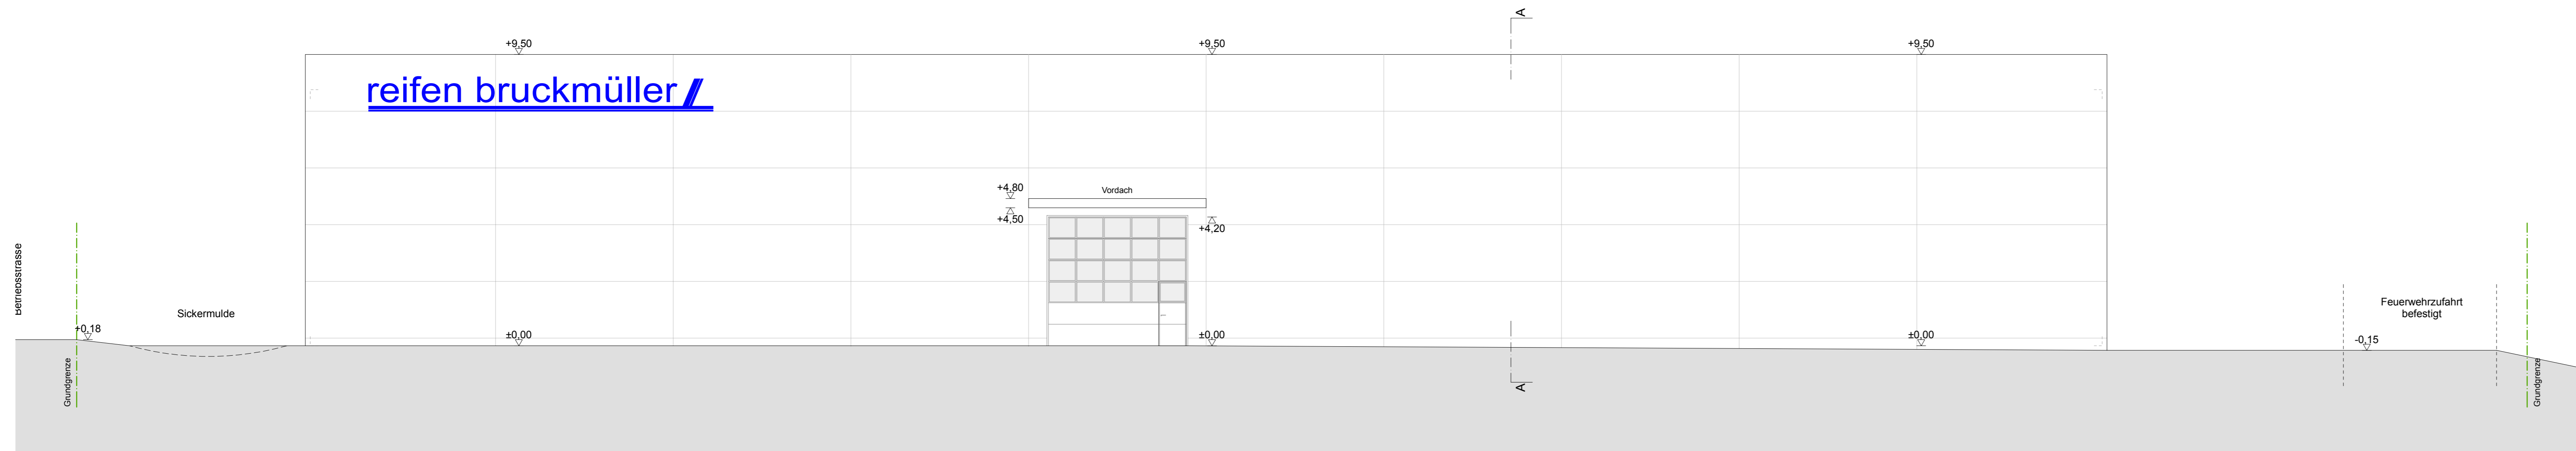 A
+9,50
+9,50
+9,50
reifen bruckmüller
+4,80
Vordach
+4,50
+4,20
Betriebsstrasse
Sickermulde
Feuerwehrzufahrt
befestigt
+0,18
±0,00
±0,00
±0,00
-0,15
Grundgrenze
A
Grundgrenze